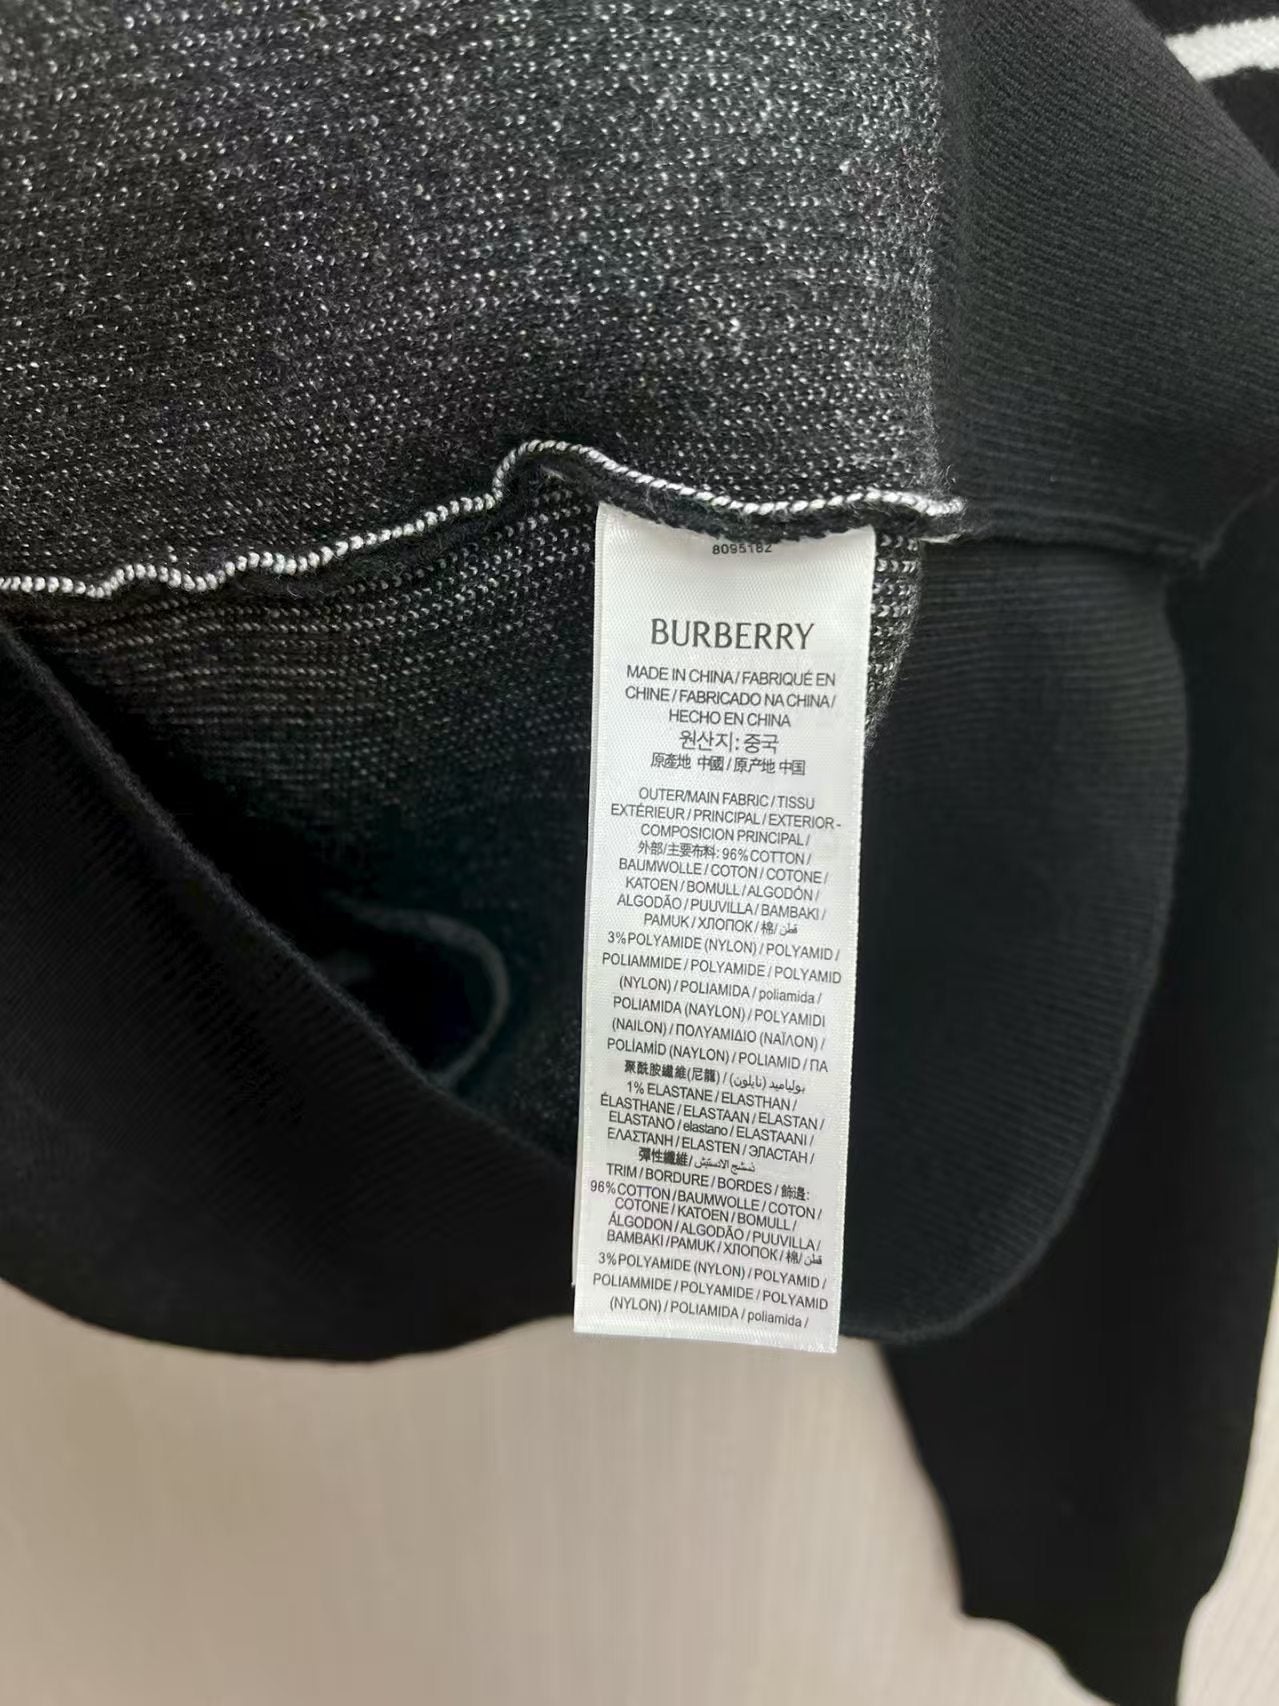 8095182
BURBERRY
MADE IN CHINA / FABRIQUÉ EN
CHINE / FABRICADO NA CHINA /
HECHO EN CHINA
원산지: 중국
原產地 中國 / 原产地 中国
OUTER/MAIN FABRIC / TISSU
EXTÉRIEUR / PRINCIPAL / EXTERIOR -
COMPOSICION PRINCIPAL /
外部/主要布料: 96% COTTON /
BAUMWOLLE / COTON / COTONE /
KATOEN / BOMULL / ALGODÓN /
ALGODÃO / PUUVILLA / BAMBAKI /
PAMUK / ХЛОПОК / 棉/ قطن
3% POLYAMIDE (NYLON) / POLYAMID /
POLIAMMIDE / POLYAMIDE / POLYAMID
(NYLON) / POLIAMIDA / poliamida /
POLIAMIDA (NAYLON) / POLYAMIDI
(NAILON) / ΠΟΛΥΑΜΙΔΙΟ (ΝΑΪΛΟΝ) /
POLİAMİD (NAYLON) / POLIAMID / ПА
聚酰胺纖維(尼龍) / بولياميد (نايلون)
1% ELASTANE / ELASTHAN /
ÉLASTHANE / ELASTAAN / ELASTAN /
ELASTANO / elastano / ELASTAANI /
ΕΛΑΣΤΑΝΗ / ELASTEN / ЭЛАСТАН /
彈性纖維 / نسيج الاستيتش
TRIM / BORDURE / BORDES / 飾邊:
96% COTTON / BAUMWOLLE / COTON /
COTONE / KATOEN / BOMULL /
ÁLGODON / ALGODÃO / PUUVILLA /
BAMBAKI / PAMUK / ХЛОПОК / 棉/ قطن
3% POLYAMIDE (NYLON) / POLYAMID /
POLIAMMIDE / POLYAMIDE / POLYAMID
(NYLON) / POLIAMIDA / poliamida /